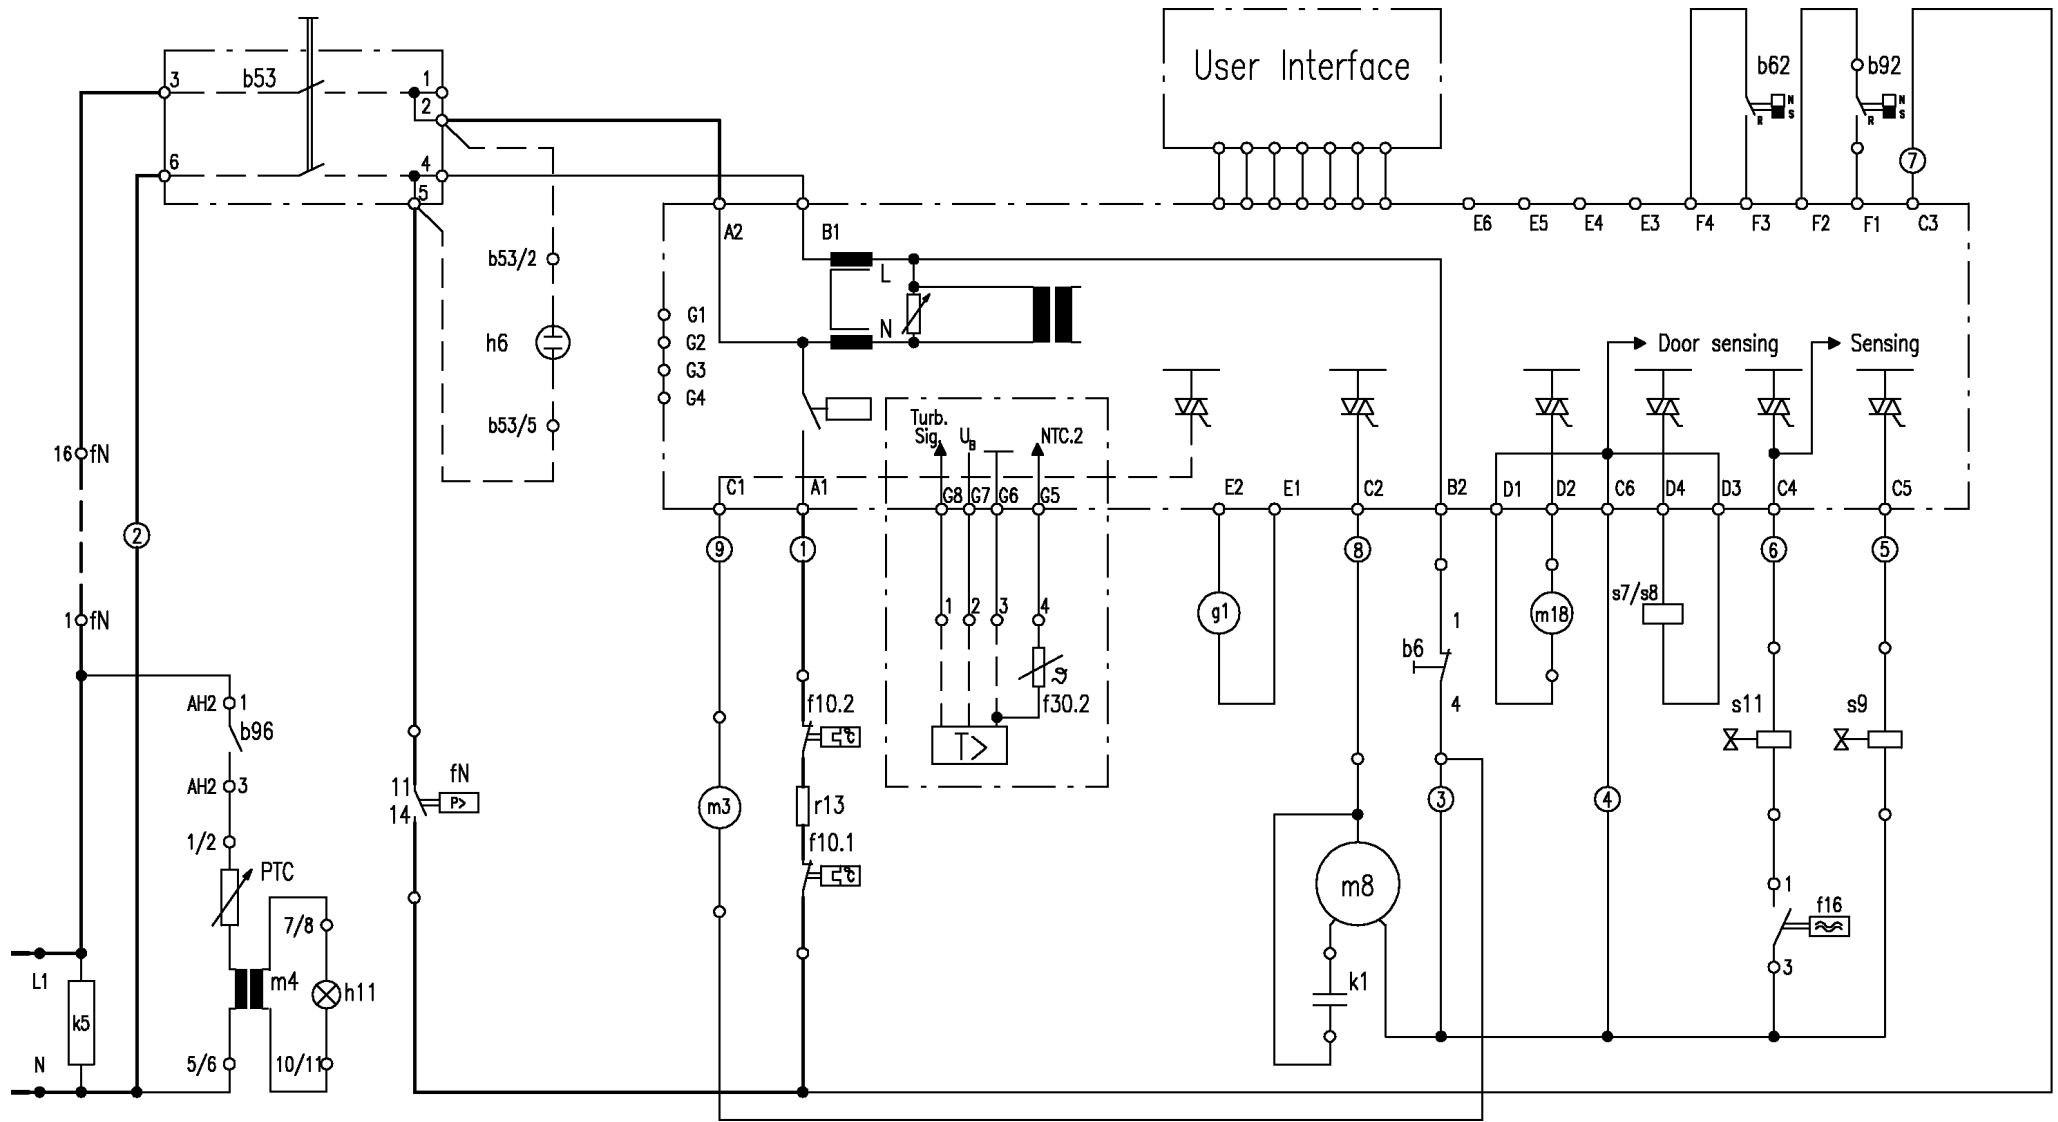 User Interface
b62
b92
N
S
R
N
S
R
3
b53
1
2
6
4
5
7
A2
B1
E6
E5
E4
E3
F4
F3
F2
F1
C3
b53/2
L
G1
N
h6
G2
Door sensing
Sensing
G3
G4
b53/5
Turb.
Sig.
UB
NTC.2
16
fN
C1
A1
G8
G7
G6
G5
E2
E1
C2
B2
D1
D2
C6
D4
D3
C4
C5
2
9
1
8
6
5
1
fN
1
2
3
4
g1
1
m18
s7/s8
b6
AH2
1
ϑ
f10.2
f30.2
4
s11
s9
b96
°C
T>
AH2
3
11
fN
14
P>
m3
r13
3
4
1/2
f10.1
PTC
°C
m8
1
f16
7/8
3
L1
m4
h11
k1
k5
N
5/6
10/11